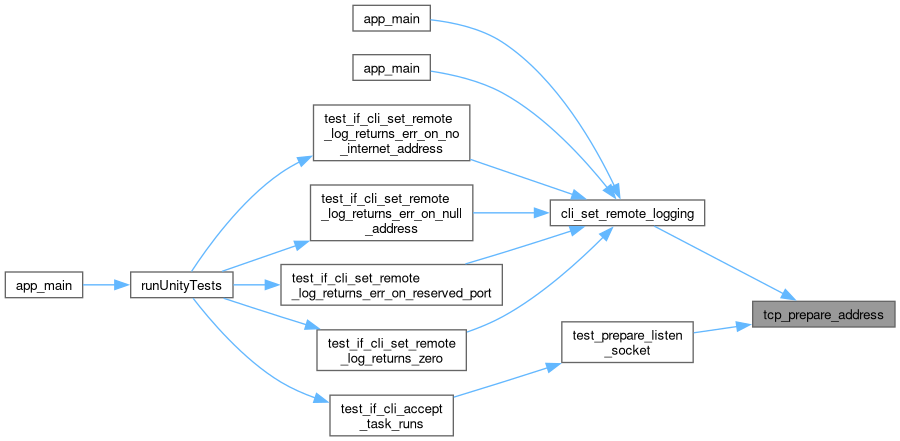 app_main
app_main
test_if_cli_set_remote
_log_returns_err_on_no
_internet_address
test_if_cli_set_remote
_log_returns_err_on_null
_address
cli_set_remote_logging
app_main
runUnityTests
test_if_cli_set_remote
_log_returns_err_on_reserved_port
tcp_prepare_address
test_if_cli_set_remote
_log_returns_zero
test_prepare_listen
_socket
test_if_cli_accept
_task_runs